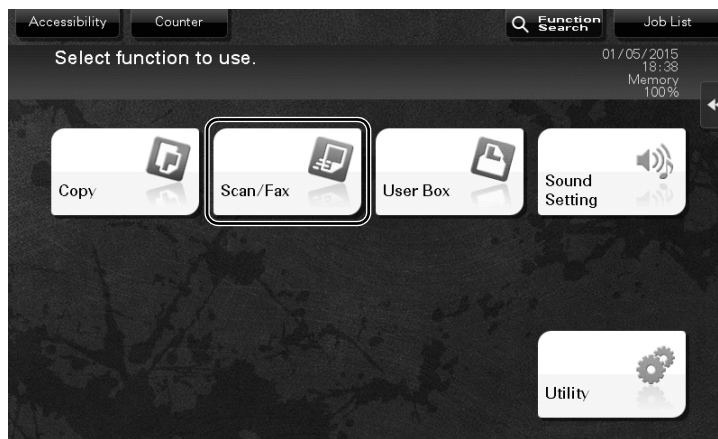 Accessibility
Counter
Function
Search
Job List
Select function to use.
01/05/2015
18:38
Memory
100%
Copy
Scan/Fax
User Box
Sound
Setting
Utility